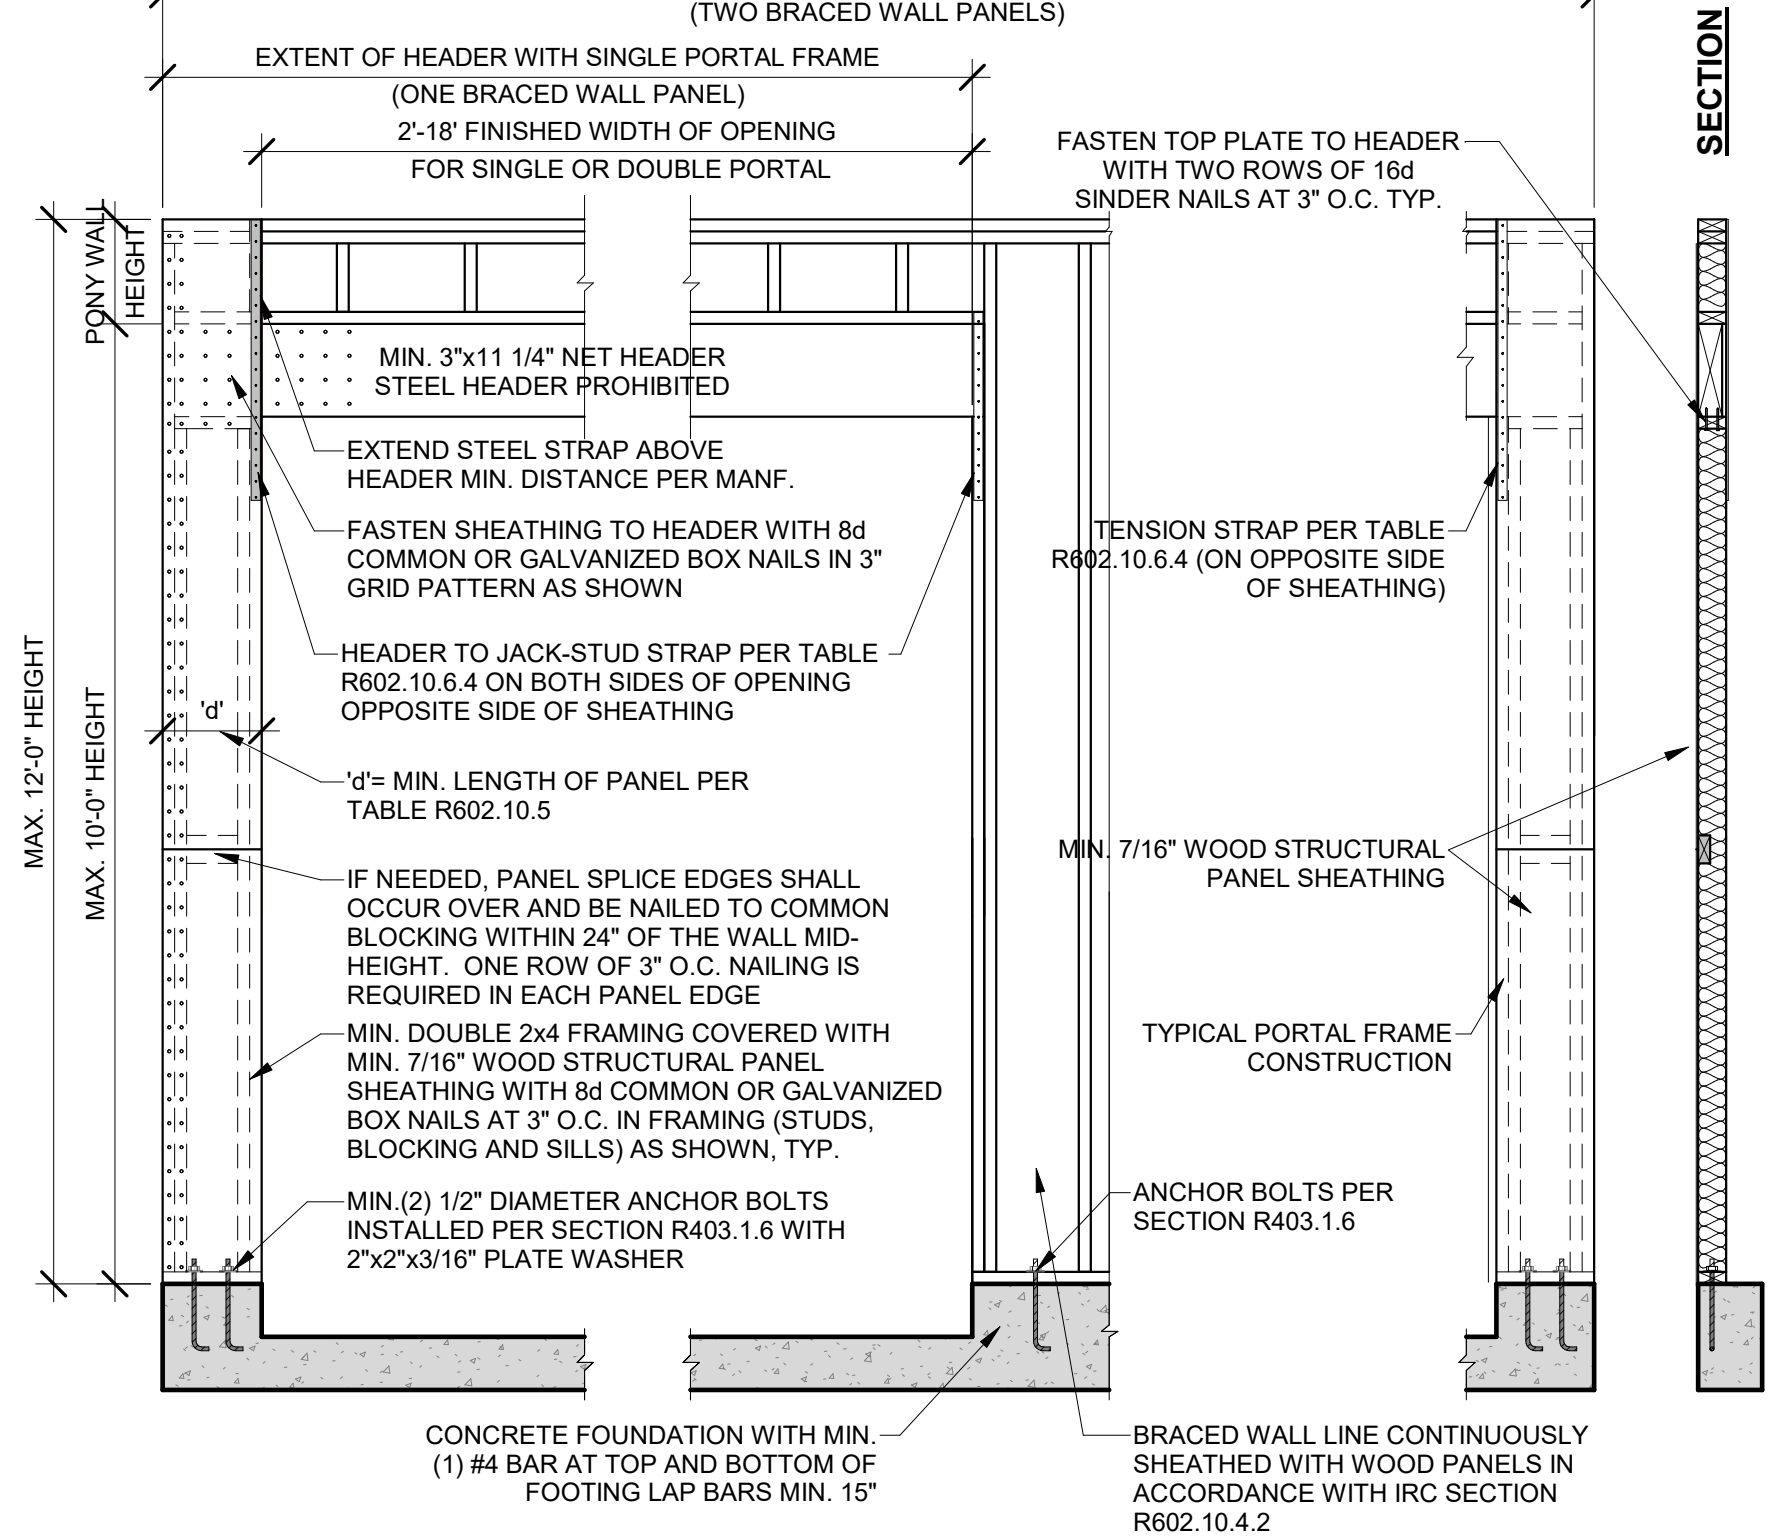 (TWO BRACED WALL PANELS)
SECTION
EXTENT OF HEADER WITH SINGLE PORTAL FRAME
(ONE BRACED WALL PANEL)
2'-18' FINISHED WIDTH OF OPENING
FOR SINGLE OR DOUBLE PORTAL
FASTEN TOP PLATE TO HEADER
WITH TWO ROWS OF 16d
SINDER NAILS AT 3" O.C. TYP.
PONY WALL
HEIGHT
MIN. 3"x11 1/4" NET HEADER
STEEL HEADER PROHIBITED
EXTEND STEEL STRAP ABOVE
HEADER MIN. DISTANCE PER MANF.
FASTEN SHEATHING TO HEADER WITH 8d
COMMON OR GALVANIZED BOX NAILS IN 3"
GRID PATTERN AS SHOWN
TENSION STRAP PER TABLE
R602.10.6.4 (ON OPPOSITE SIDE
OF SHEATHING)
HEADER TO JACK-STUD STRAP PER TABLE
R602.10.6.4 ON BOTH SIDES OF OPENING
OPPOSITE SIDE OF SHEATHING
MAX. 12'-0" HEIGHT
MAX. 10'-0" HEIGHT
'd'
'd'= MIN. LENGTH OF PANEL PER
TABLE R602.10.5
MIN. 7/16" WOOD STRUCTURAL
PANEL SHEATHING
IF NEEDED, PANEL SPLICE EDGES SHALL
OCCUR OVER AND BE NAILED TO COMMON
BLOCKING WITHIN 24" OF THE WALL MID-
HEIGHT. ONE ROW OF 3" O.C. NAILING IS
REQUIRED IN EACH PANEL EDGE
MIN. DOUBLE 2x4 FRAMING COVERED WITH
MIN. 7/16" WOOD STRUCTURAL PANEL
SHEATHING WITH 8d COMMON OR GALVANIZED
BOX NAILS AT 3" O.C. IN FRAMING (STUDS,
BLOCKING AND SILLS) AS SHOWN, TYP.
TYPICAL PORTAL FRAME
CONSTRUCTION
MIN.(2) 1/2" DIAMETER ANCHOR BOLTS
INSTALLED PER SECTION R403.1.6 WITH
2"x2"x3/16" PLATE WASHER
ANCHOR BOLTS PER
SECTION R403.1.6
CONCRETE FOUNDATION WITH MIN.
(1) #4 BAR AT TOP AND BOTTOM OF
FOOTING LAP BARS MIN. 15"
BRACED WALL LINE CONTINUOUSLY
SHEATHED WITH WOOD PANELS IN
ACCORDANCE WITH IRC SECTION
R602.10.4.2